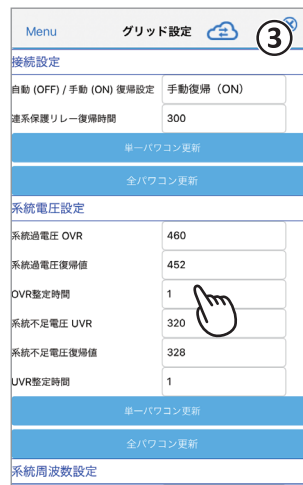 Menu グリッド設定 ③
接続設定
自動 (OFF) / 手動 (ON) 復帰設定 手動復帰（ON）
連系保護リレー復帰時間 300
単一パワコン更新
全パワコン更新
系統電圧設定
系統過電圧 OVR 460
系統過電圧復帰値 452
OVR整定時間 1
系統不足電圧 UVR 320
系統不足電圧復帰値 328
UVR整定時間 1
単一パワコン更新
全パワコン更新
系統周波数設定